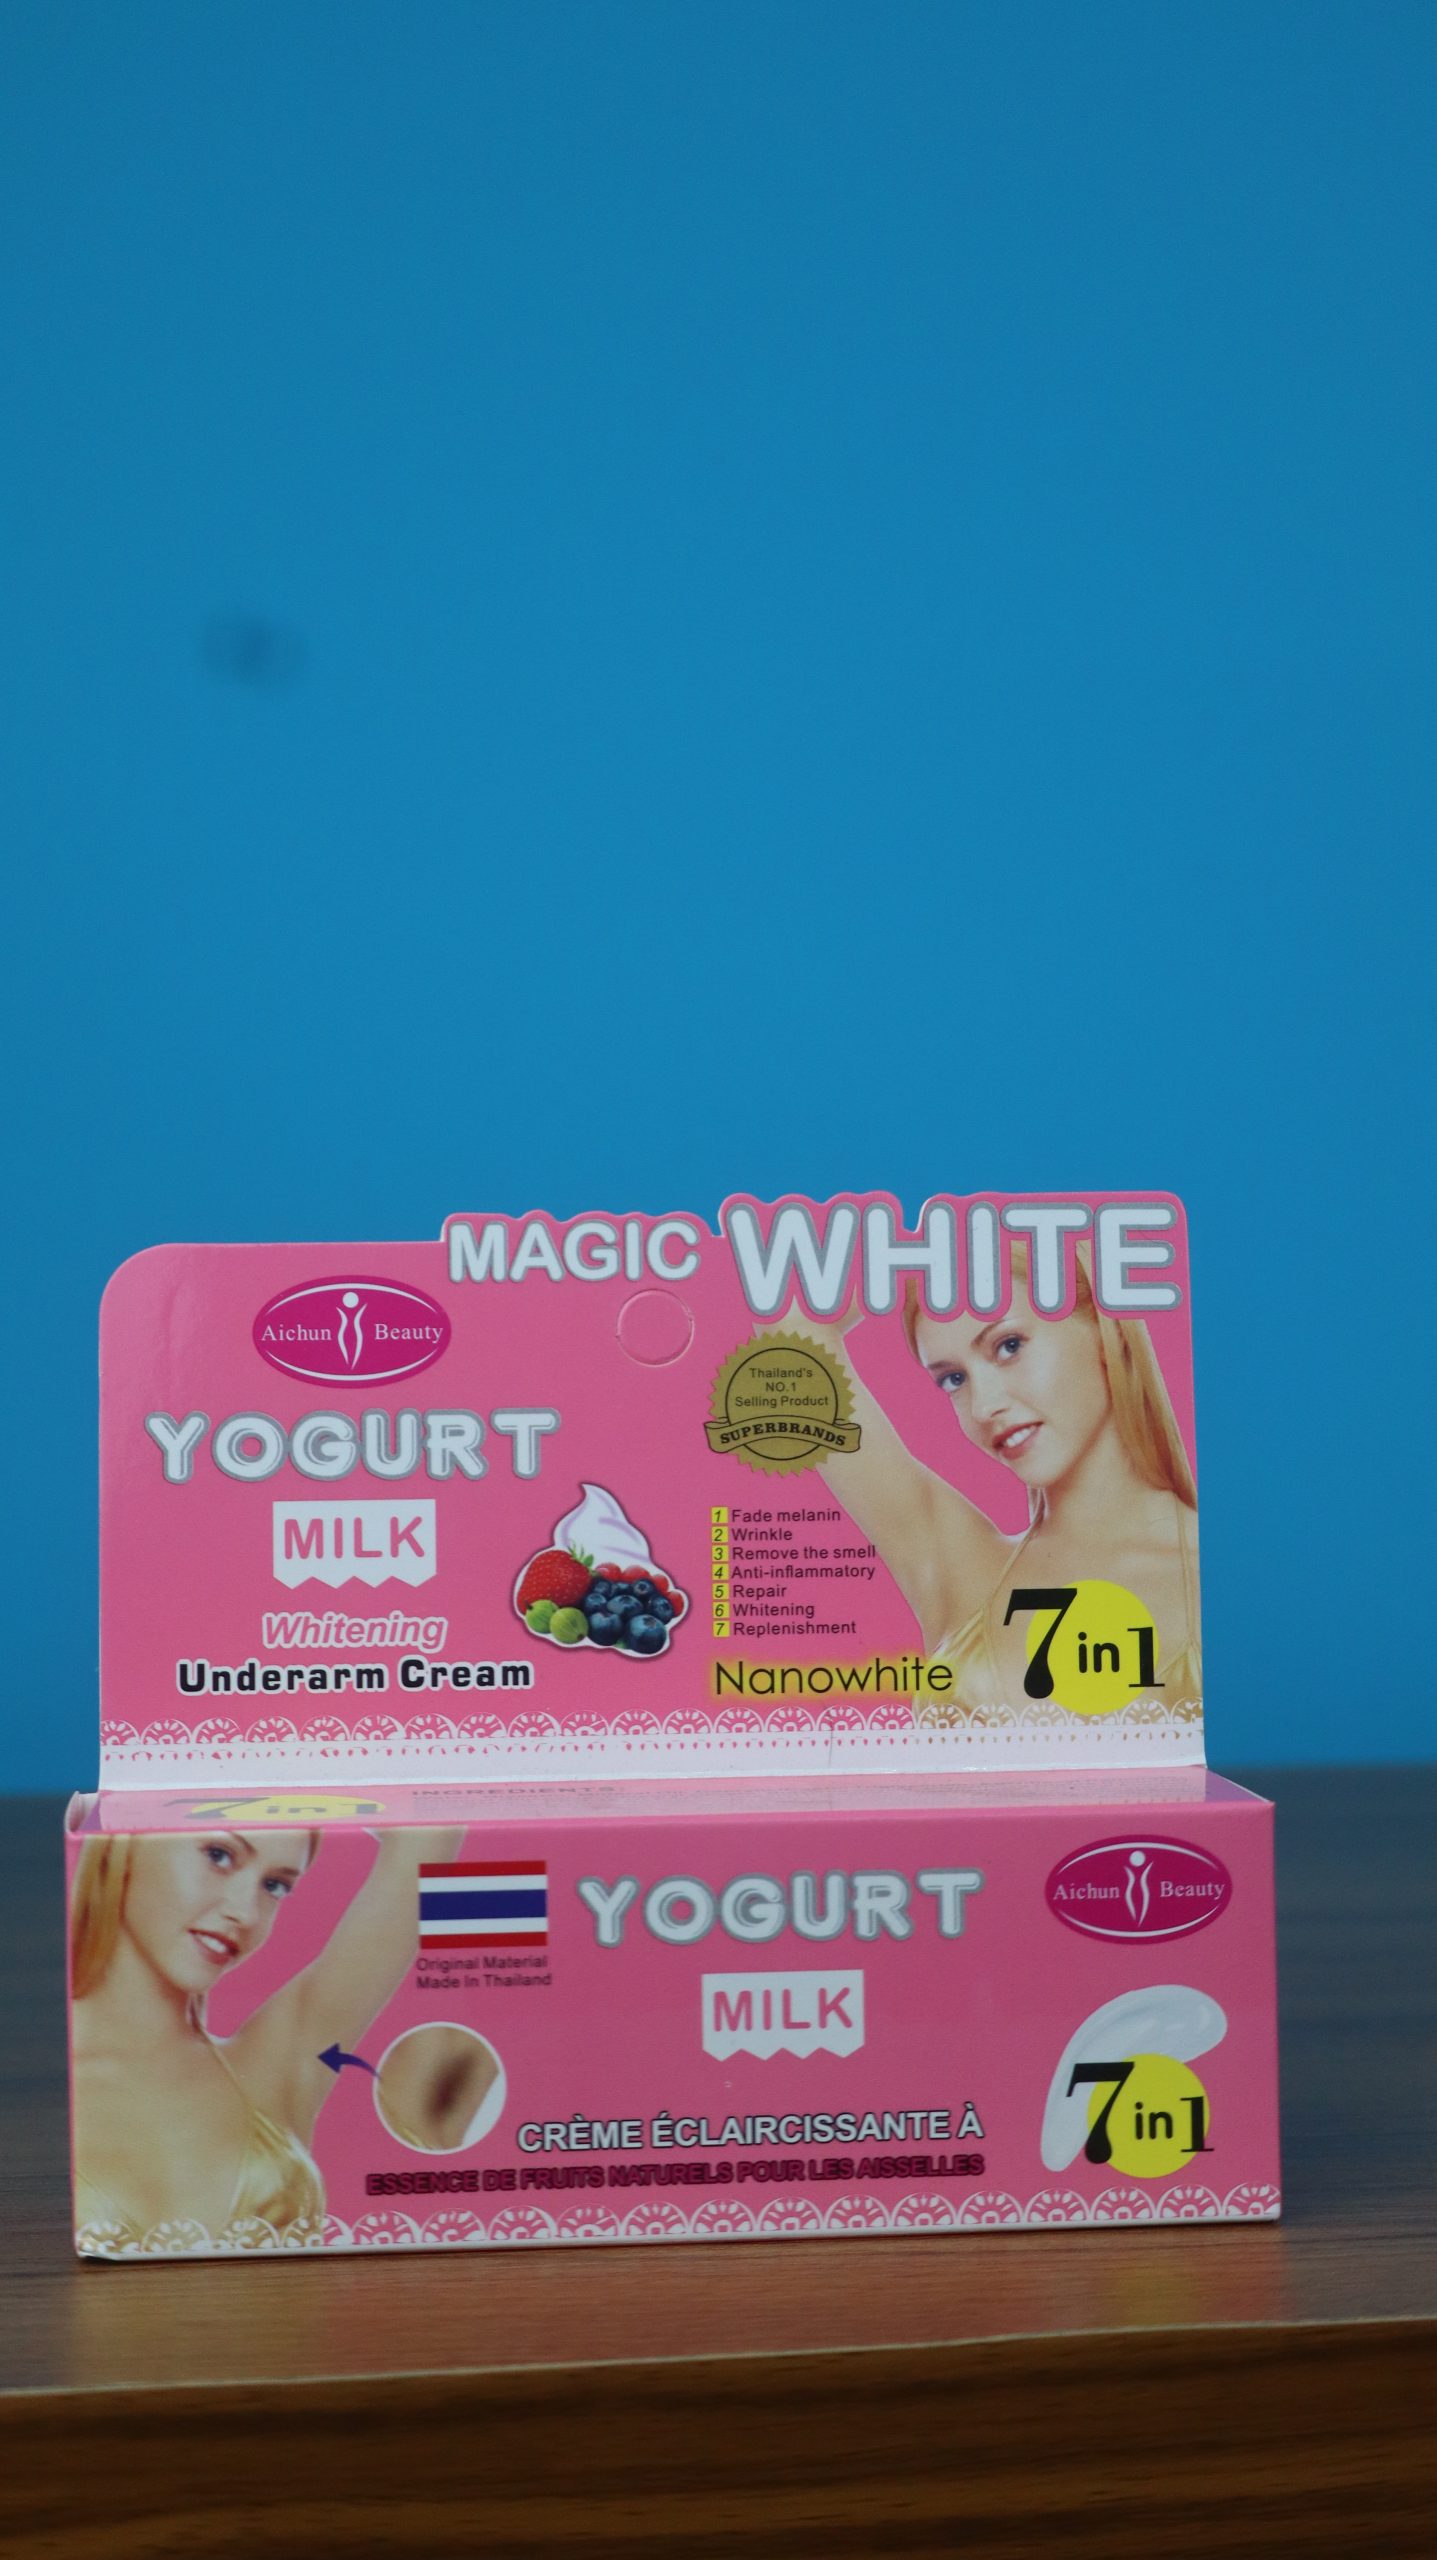 MAGIC WHITE
Aichun Beauty
YOGURT
MILK
Whitening
Underarm Cream
Thailand's
NO.1
Selling Product
SUPERBRANDS
1 Fade melanin
2 Wrinkle
3 Remove the smell
4 Anti-inflammatory
5 Repair
6 Whitening
7 Replenishment
Nanowhite
7 in 1
7 in 1
INGREDIENTS:
Original Material
Made In Thailand
YOGURT
MILK
Aichun Beauty
CRÈME ÉCLAIRCISSANTE À
ESSENCE DE FRUITS NATURELS POUR LES AISSELLES
7 in 1